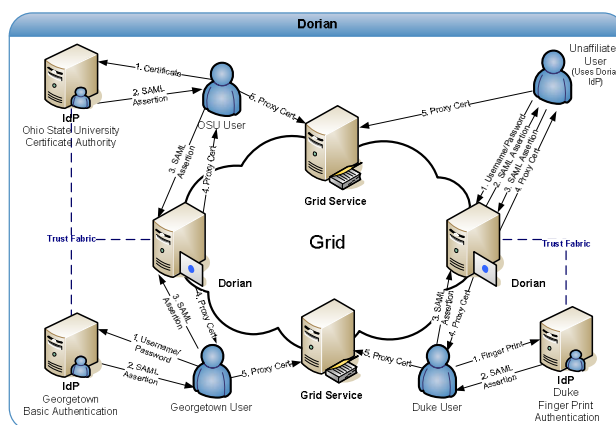 Dorian
1. Certificate
2. SAML
Assertion
IdP
Ohio State University
Certificate Authority
OSU User
5. Proxy Cert
3. SAML
Assertion
4. Proxy Cert
Grid Service
5. Proxy Cert
Unaffiliated
User
(Uses Dorian
IdP)
1. Username/Password
2. SAML Assertion
3. SAML Assertion
4. Proxy Cert
Grid
Trust Fabric
Dorian
Dorian
Trust Fabric
3. SAML
Assertion
4. Proxy Cert
1. Username/
Password
2. SAML
Assertion
IdP
Georgetown
Basic Authentication
Georgetown User
5. Proxy Cert
Grid Service
5. Proxy Cert
3. SAML
Assertion
4. Proxy Cert
Duke User
1. Finger Print
2. SAML
Assertion
IdP
Duke
Finger Print
Authentication